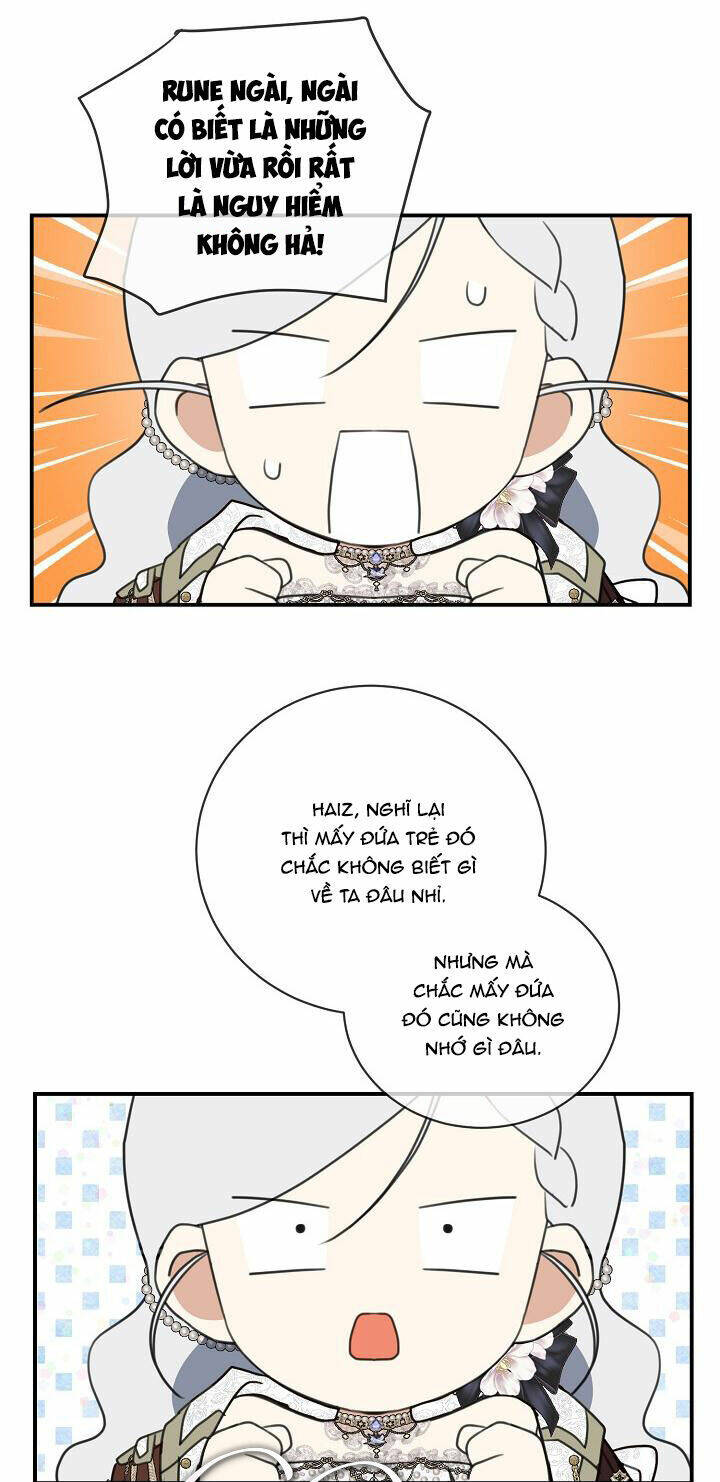 RUNE NGÀI, NGÀI
CÓ BIẾT LÀ NHỮNG
LỜI VỪA RỒI RẤT
LÀ NGUY HIỂM
KHÔNG HẢ!
HAIZ, NGHĨ LẠI
THÌ MẤY ĐỨA TRẺ ĐÓ
CHẮC KHÔNG BIẾT GÌ
VỀ TA ĐÂU NHỈ.
NHƯNG MÀ
CHẮC MẤY ĐỨA
ĐÓ CŨNG KHÔNG
NHỚ GÌ ĐÂU.